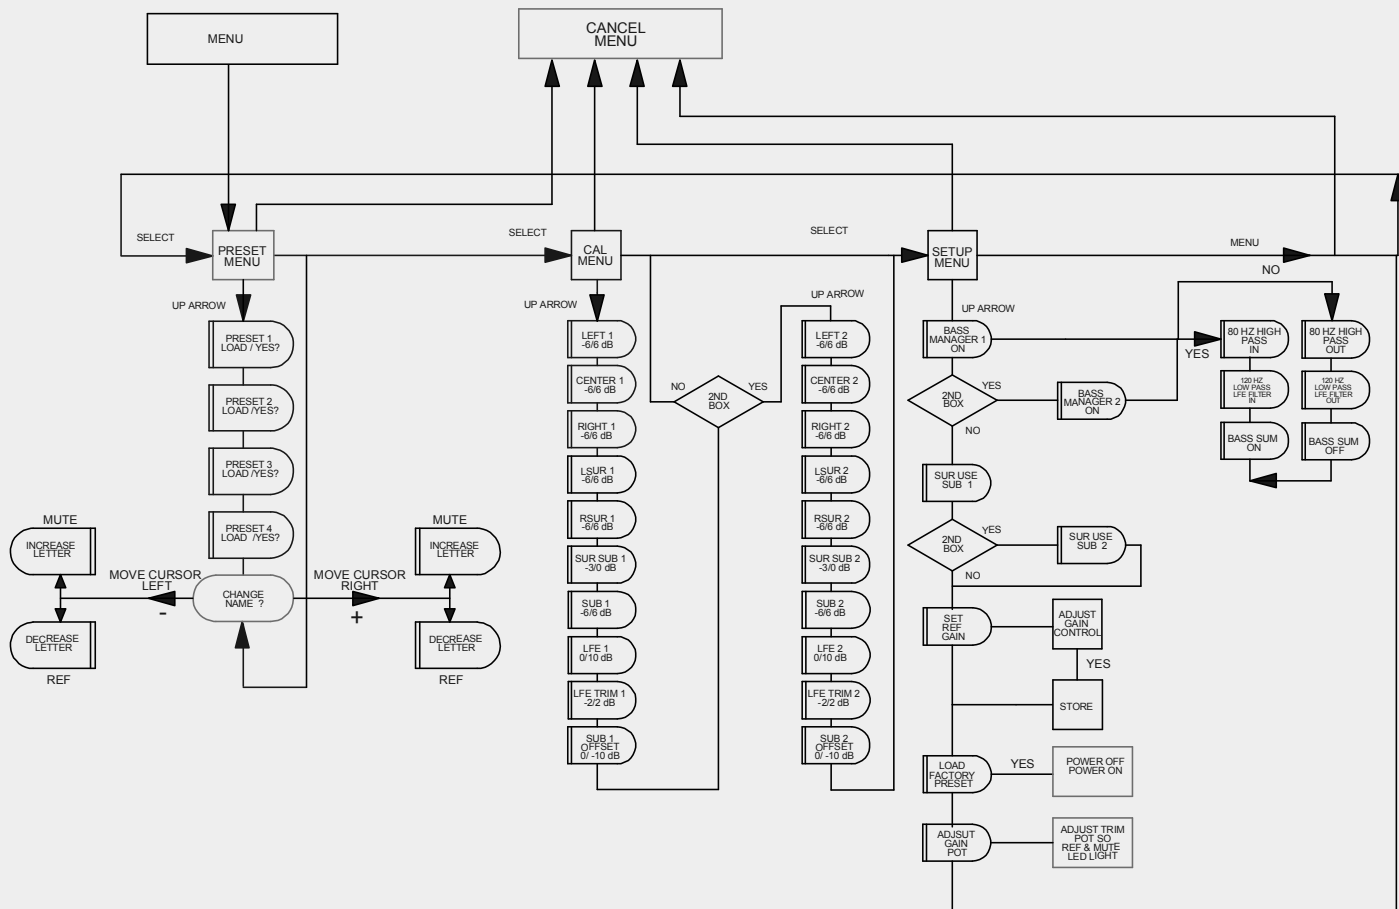 MENU
CANCEL
MENU
SELECT
PRESET
MENU
SELECT
CAL
MENU
SELECT
SETUP
MENU
MENU
NO
UP ARROW
PRESET 1
LOAD / YES?
PRESET 2
LOAD /YES?
PRESET 3
LOAD /YES?
PRESET 4
LOAD /YES?
CHANGE
NAME ?
MUTE
INCREASE
LETTER
MOVE CURSOR
LEFT
-
DECREASE
LETTER
REF
MUTE
INCREASE
LETTER
MOVE CURSOR
RIGHT
+
DECREASE
LETTER
REF
UP ARROW
LEFT 1
-6/6 dB
CENTER 1
-6/6 dB
RIGHT 1
-6/6 dB
LSUR 1
-6/6 dB
RSUR 1
-6/6 dB
SUR SUB 1
-3/0 dB
SUB 1
-6/6 dB
LFE 1
0/10 dB
LFE TRIM 1
-2/2 dB
SUB 1
OFFSET
0/ -10 dB
NO
2ND
BOX
YES
UP ARROW
LEFT 2
-6/6 dB
CENTER 2
-6/6 dB
RIGHT 2
-6/6 dB
LSUR 2
-6/6 dB
RSUR 2
-6/6 dB
SUR SUB 2
-3/0 dB
SUB 2
-6/6 dB
LFE 2
0/10 dB
LFE TRIM 2
-2/2 dB
SUB 2
OFFSET
0/ -10 dB
UP ARROW
BASS
MANAGER 1
ON
YES
2ND
BOX
YES
BASS
MANAGER 2
ON
NO
SUR USE
SUB 1
2ND
BOX
YES
SUR USE
SUB 2
NO
SET
REF
GAIN
ADJUST
GAIN
CONTROL
YES
STORE
LOAD
FACTORY
PRESET
YES
POWER OFF
POWER ON
ADJSUT
GAIN
POT
ADJUST TRIM
POT SO
REF & MUTE
LED LIGHT
80 HZ HIGH
PASS
IN
120 HZ
LOW PASS
LFE FILTER
IN
BASS SUM
ON
80 HZ HIGH
PASS
OUT
120 HZ
LOW PASS
LFE FILTER
OUT
BASS SUM
OFF